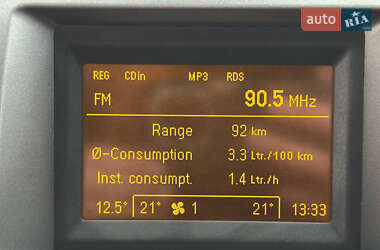 auto RIA.com
REG CDin MP3 RDS
FM 90.5 MHz
Range 92 km
Ø-Consumption 3.3 Ltr./100 km
Inst. consumpt. 1.4 Ltr./h
12.5° 21° 1 21° 13:33